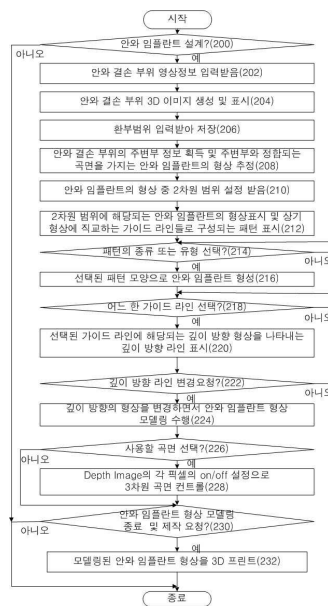 시작
아니오
안와 임플란트 설계?(200)
예
안와 결손 부위 영상정보 입력받음(202)
안와 결손 부위 3D 이미지 생성 및 표시(204)
환부범위 입력받아 저장(206)
안와 결손 부위의 주변부 정보 획득 및 주변부와 정합되는
곡면을 가지는 안와 임플란트의 형상 추정(208)
안와 임플란트의 형상 중 2차원 범위 설정 받음(210)
2차원 범위에 해당되는 안와 임플란트의 형상표시 및 상기
형상에 직교하는 가이드 라인들로 구성되는 패턴 표시(212)
패턴의 종류 또는 유형 선택?(214)
아니오
예
선택된 패턴 모양으로 안와 임플란트 형성(216)
어느 한 가이드 라인 선택?(218)
아니오
예
선택된 가이드 라인에 해당되는 깊이 방향 형상을 나타내는
깊이 방향 라인 표시(220)
깊이 방향 라인 변경요청?(222)
예
아니오
깊이 방향의 형상을 변경하면서 안와 임플란트 형상
모델링 수행(224)
아니오
사용할 곡면 선택?(226)
예
Depth Image의 각 픽셀의 on/off 설정으로
3차원 곡면 컨트롤(228)
아니오
안와 임플란트 형상 모델링
종료 및 제작 요청?(230)
예
모델링된 안와 임플란트 형상을 3D 프린트(232)
종료